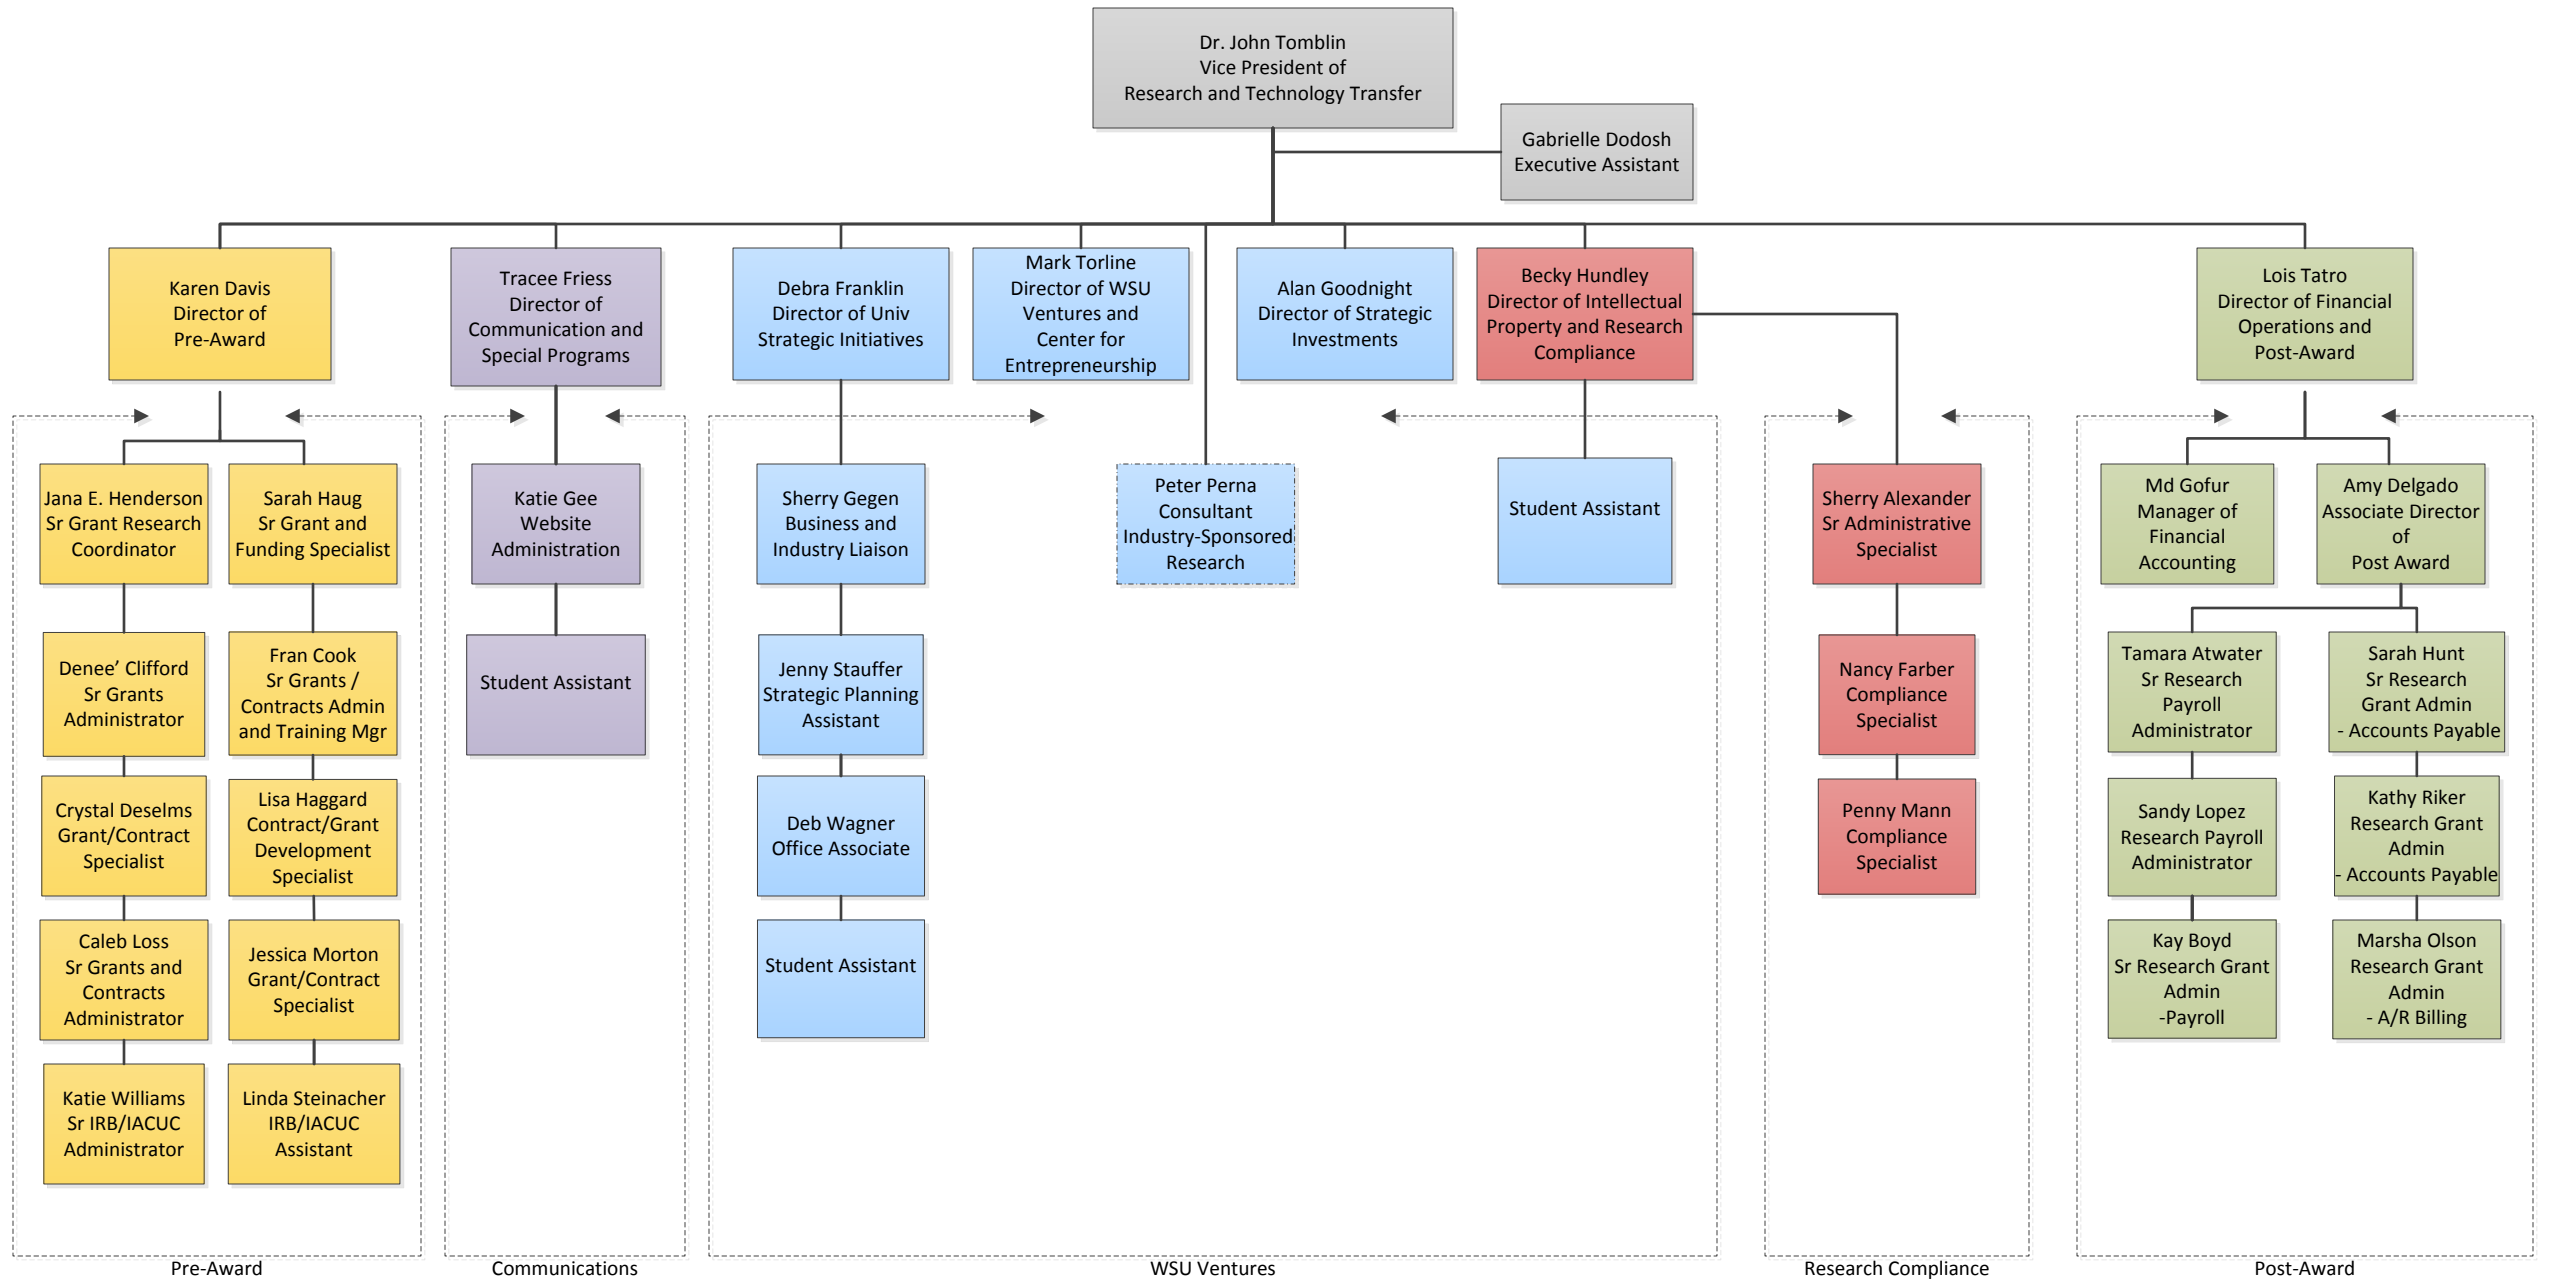 Dr. John Tomblin
Vice President of
Research and Technology Transfer
Gabrielle Dodosh
Executive Assistant
Karen Davis
Director of
Pre-Award
Tracee Friess
Director of
Communication and
Special Programs
Debra Franklin
Director of Univ
Strategic Initiatives
Mark Torline
Director of WSU
Ventures and
Center for
Entrepreneurship
Alan Goodnight
Director of Strategic
Investments
Becky Hundley
Director of Intellectual
Property and Research
Compliance
Lois Tatro
Director of Financial
Operations and
Post-Award
Jana E. Henderson
Sr Grant Research
Coordinator
Sarah Haug
Sr Grant and
Funding Specialist
Katie Gee
Website
Administration
Sherry Gegen
Business and
Industry Liaison
Peter Perna
Consultant
Industry-Sponsored
Research
Student Assistant
Sherry Alexander
Sr Administrative
Specialist
Md Gofur
Manager of
Financial
Accounting
Amy Delgado
Associate Director
of
Post Award
Denee’ Clifford
Sr Grants
Administrator
Fran Cook
Sr Grants /
Contracts Admin
and Training Mgr
Student Assistant
Jenny Stauffer
Strategic Planning
Assistant
Nancy Farber
Compliance
Specialist
Tamara Atwater
Sr Research
Payroll
Administrator
Sarah Hunt
Sr Research
Grant Admin
- Accounts Payable
Crystal Deselms
Grant/Contract
Specialist
Lisa Haggard
Contract/Grant
Development
Specialist
Deb Wagner
Office Associate
Penny Mann
Compliance
Specialist
Sandy Lopez
Research Payroll
Administrator
Kathy Riker
Research Grant
Admin
- Accounts Payable
Caleb Loss
Sr Grants and
Contracts
Administrator
Jessica Morton
Grant/Contract
Specialist
Student Assistant
Kay Boyd
Sr Research Grant
Admin
-Payroll
Marsha Olson
Research Grant
Admin
- A/R Billing
Katie Williams
Sr IRB/IACUC
Administrator
Linda Steinacher
IRB/IACUC
Assistant
Pre-Award
Communications
WSU Ventures
Research Compliance
Post-Award